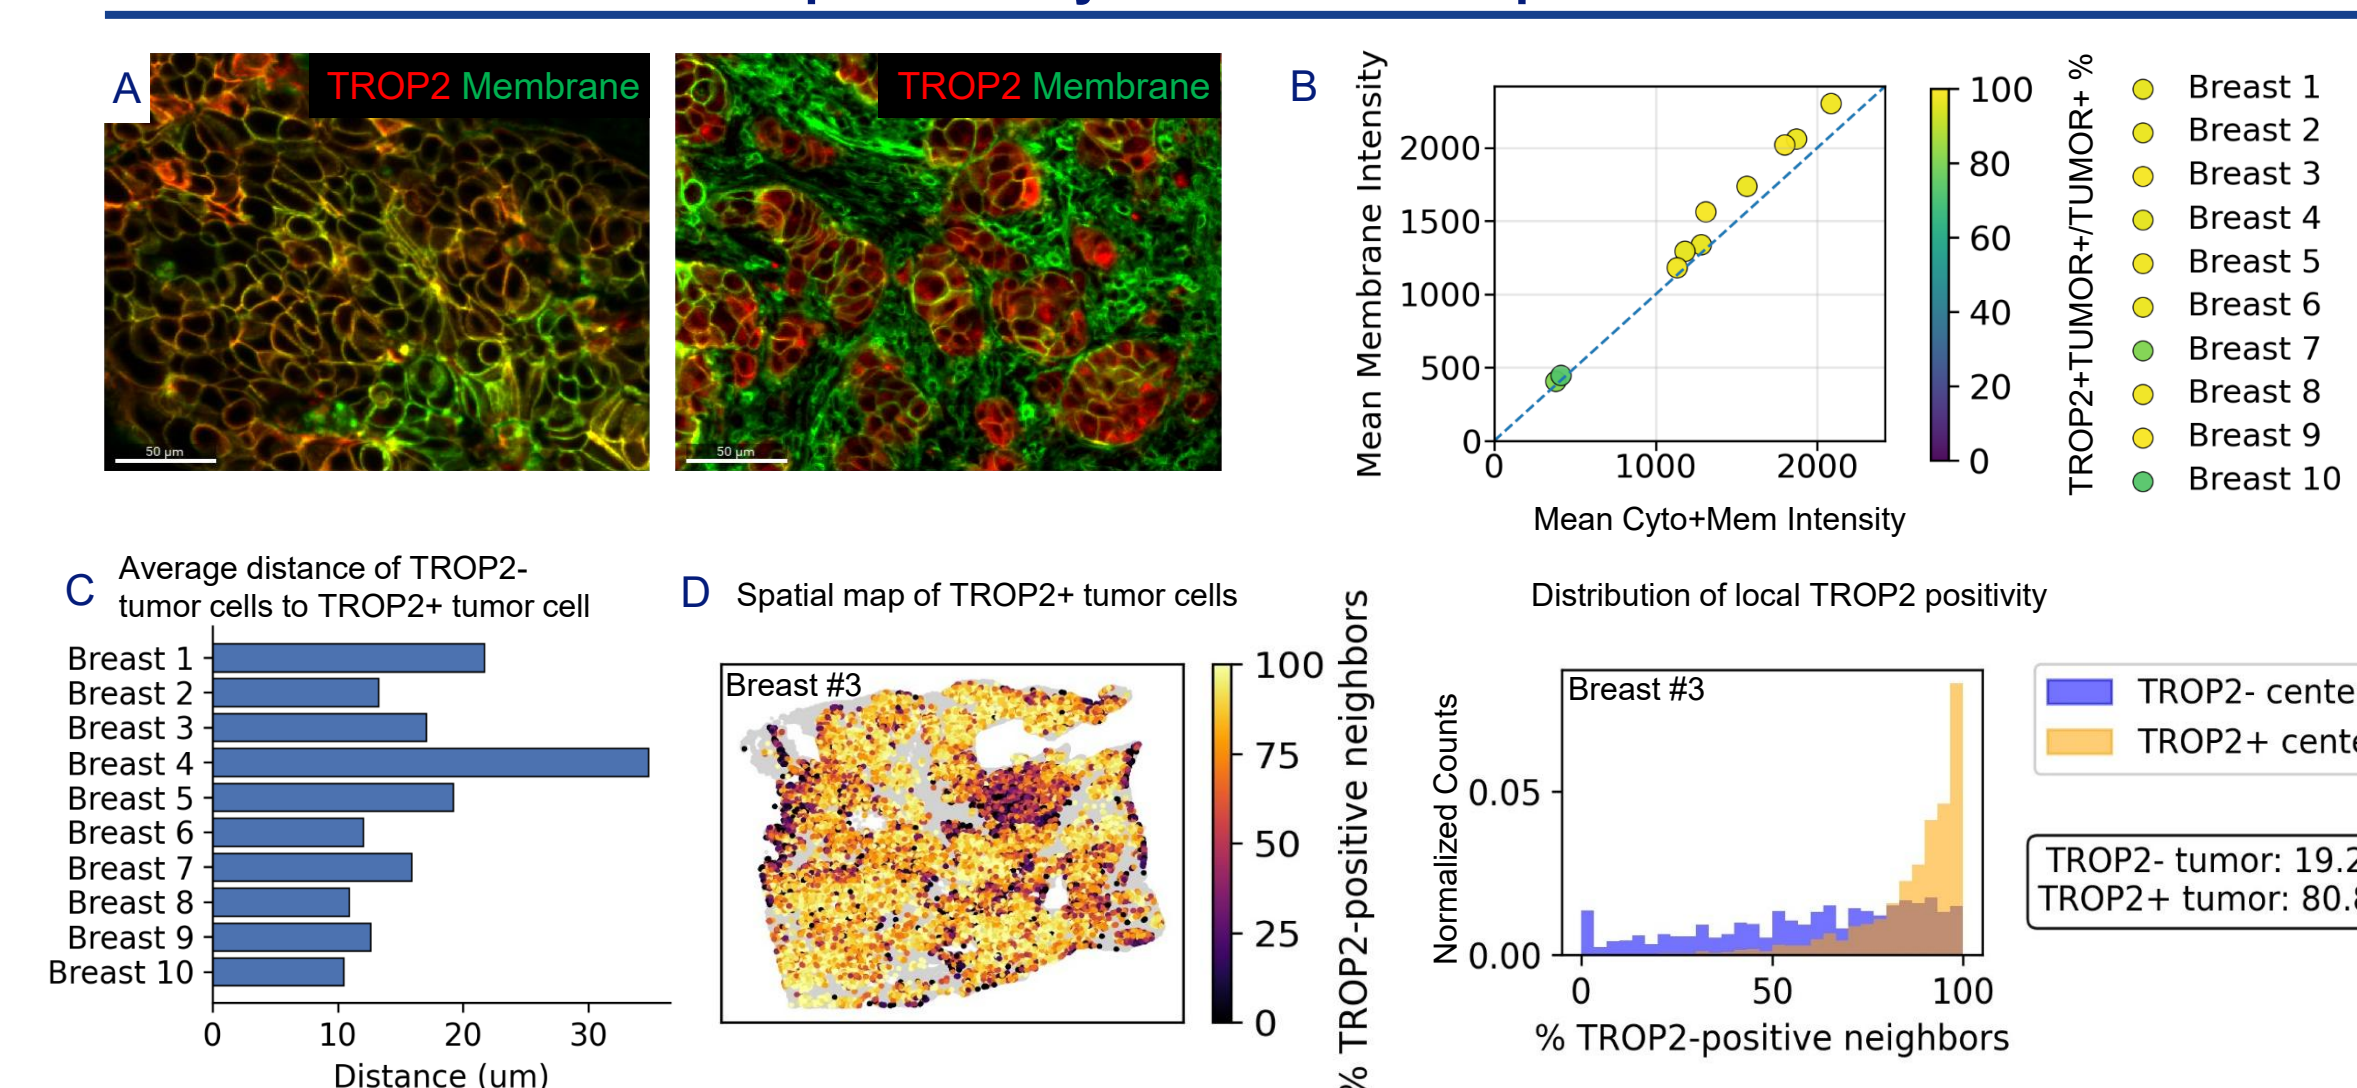 A
TROP2 Membrane
50 µm
TROP2 Membrane
50 µm
B
Mean Membrane Intensity
2000
1500
1000
500
0
0 1000 2000
Mean Cyto+Mem Intensity
100
80
60
40
20
0
TROP2+TUMOR+/TUMOR+ %
Breast 1
Breast 2
Breast 3
Breast 4
Breast 5
Breast 6
Breast 7
Breast 8
Breast 9
Breast 10
C
Average distance of TROP2-
tumor cells to TROP2+ tumor cell
Breast 1
Breast 2
Breast 3
Breast 4
Breast 5
Breast 6
Breast 7
Breast 8
Breast 9
Breast 10
0 10 20 30
Distance (um)
D
Spatial map of TROP2+ tumor cells
Breast #3
100
75
50
25
0
% TROP2-positive neighbors
Distribution of local TROP2 positivity
Breast #3
Normalized Counts
0.05
0.00
0 50 100
% TROP2-positive neighbors
TROP2- cente
TROP2+ cente
TROP2- tumor: 19.2
TROP2+ tumor: 80.8